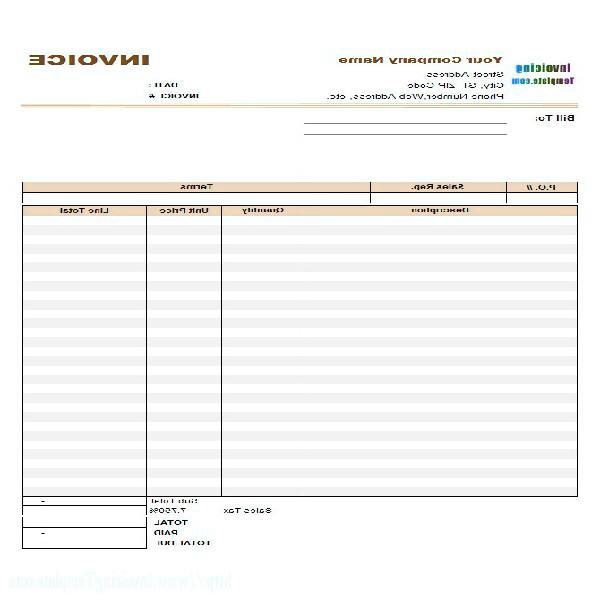 Invoicing
Template.com
Your Company Name
INVOICE
Street Address
City, ST ZIP Code
DATE:
Phone Number,Web Address, etc.
INVOICE #
Bill To:
P.O. # Sales Rep. Terms
Description Quantity Unit Price Line Total
Sub Total -
Sales Tax 7.750%
TOTAL -
PAID
TOTAL DUE
http://www.InvoicingTemplate.com